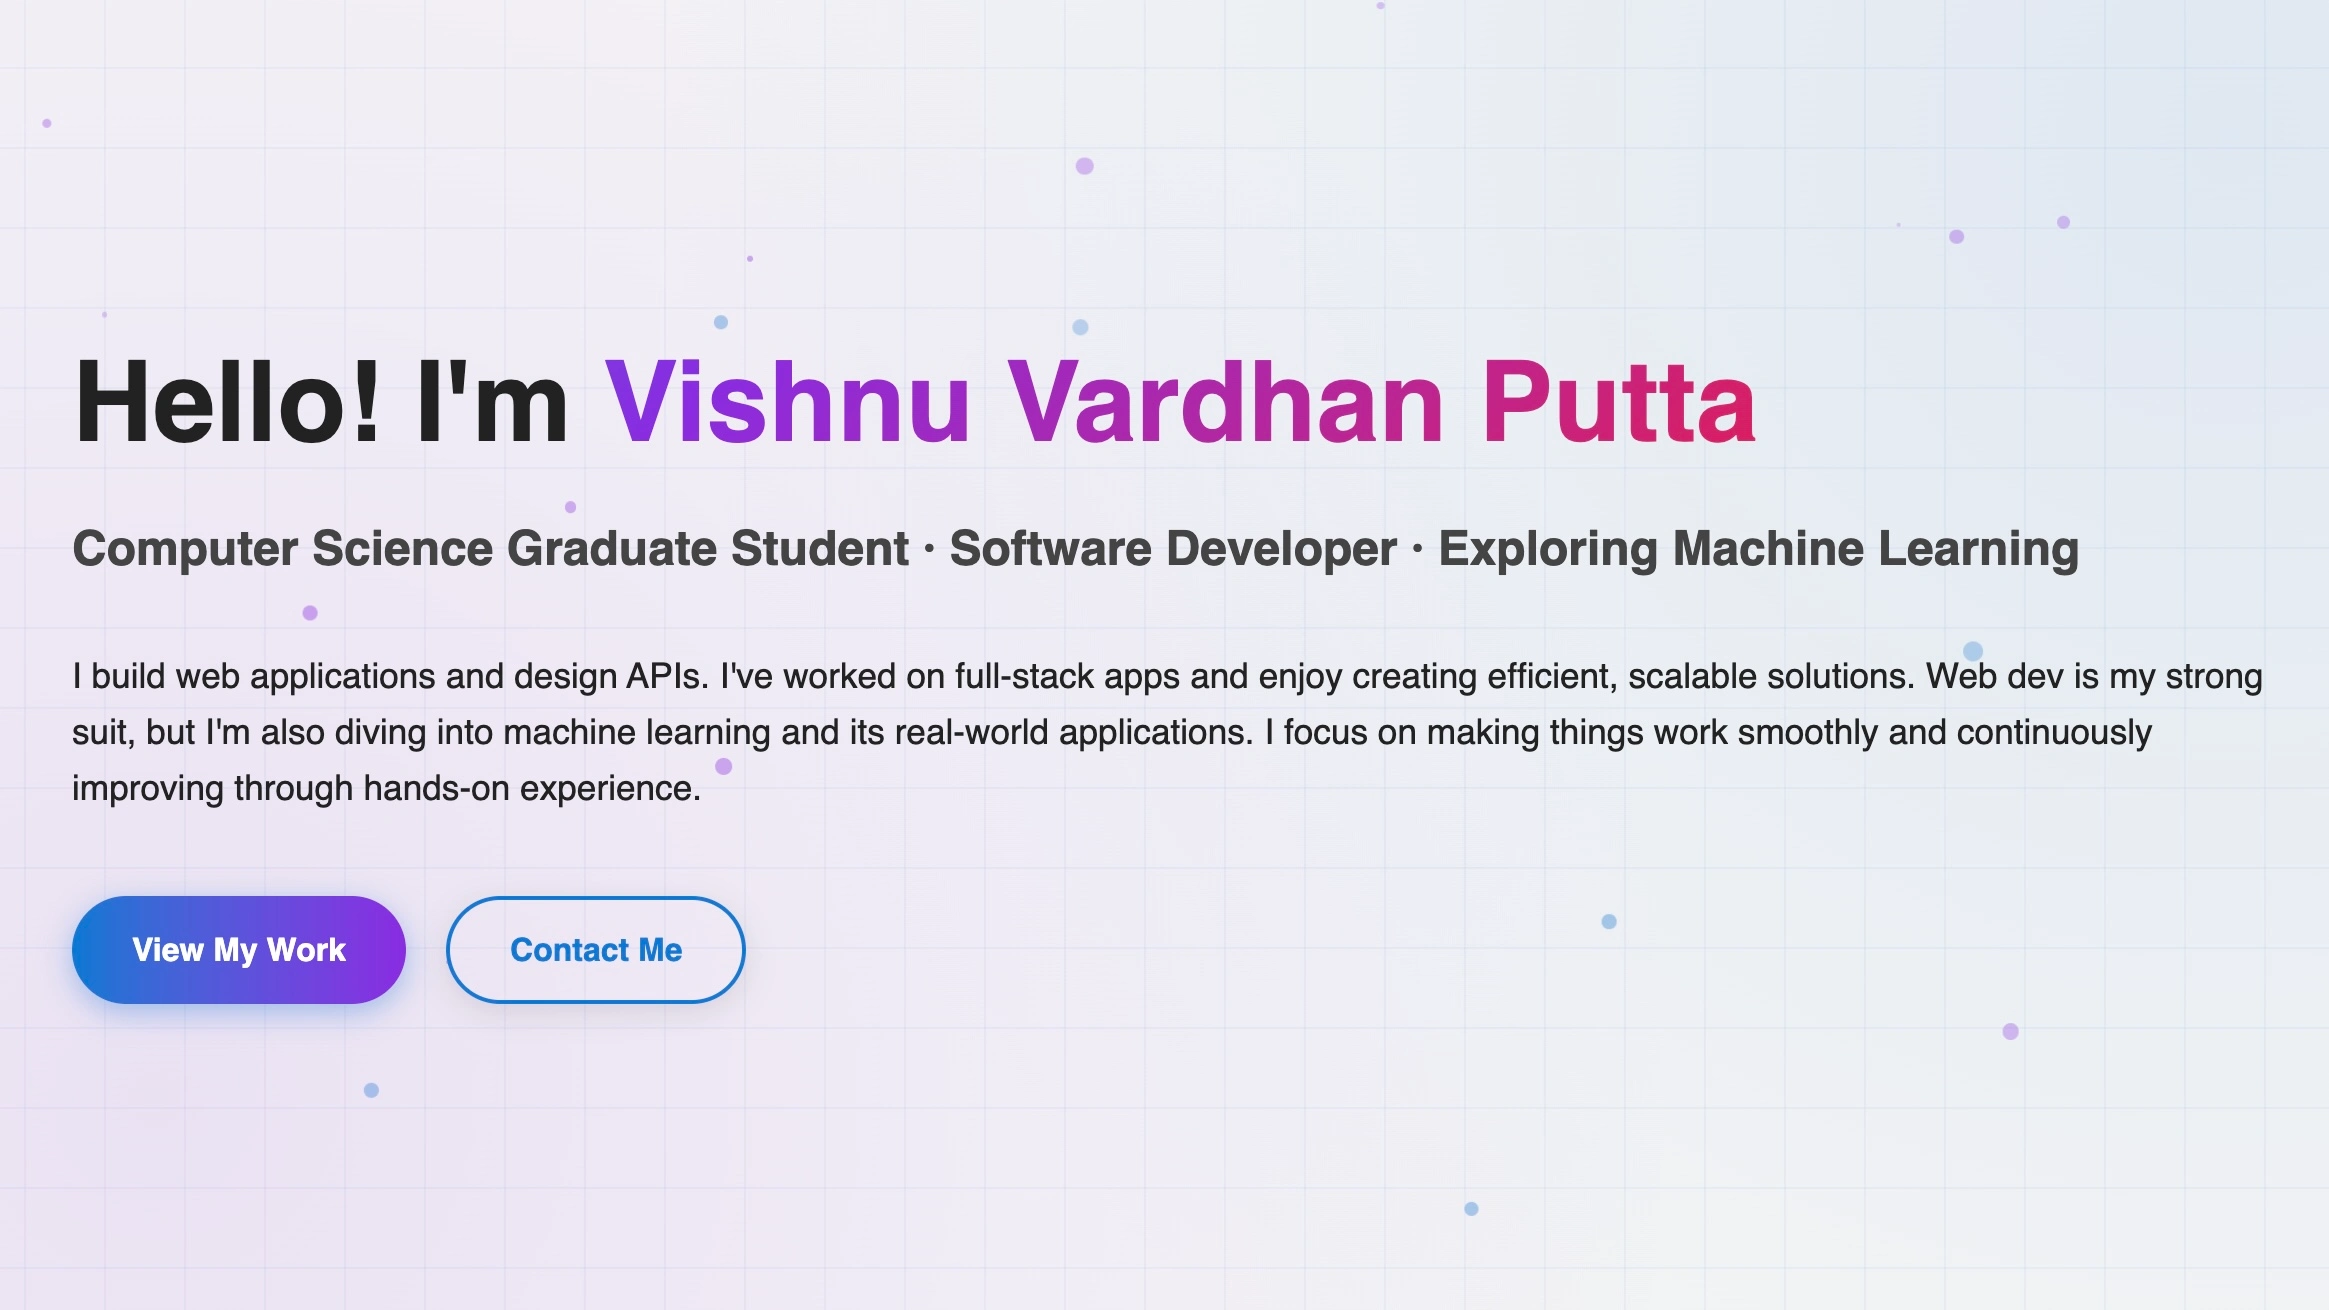 Hello! I'm Vishnu Vardhan Putta
Computer Science Graduate Student · Software Developer · Exploring Machine Learning
I build web applications and design APIs. I've worked on full-stack apps and enjoy creating efficient, scalable solutions. Web dev is my strong
suit, but I'm also diving into machine learning and its real-world applications. I focus on making things work smoothly and continuously
improving through hands-on experience.
View My Work
Contact Me